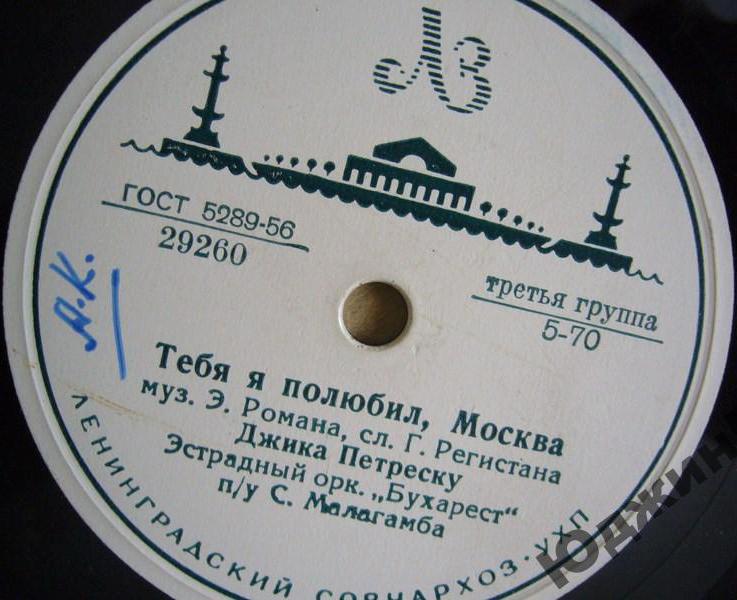 ЛЗ
ГОСТ 5289-56
29260
третья группа
5-70
А.К.
Тебя я полюбил, Москва
муз. Э. Романа, сл. Г. Регистана
Джика Петреску
Эстрадный орк. „Бухарест“
п/у С. Малагамба
ЛЕНИНГРАДСКИЙ СОВНАРХОЗ·УХП
ЮДЖИН